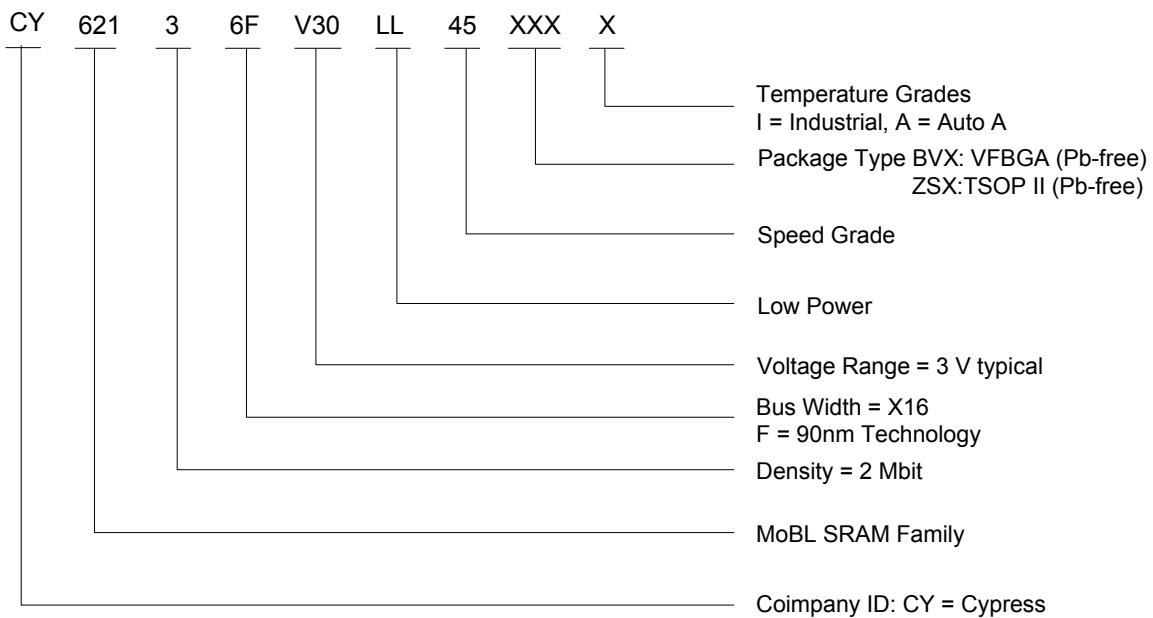 CY 621 3 6F V30 LL 45 XXX X
Temperature Grades
I = Industrial, A = Auto A
Package Type BVX: VFBGA (Pb-free)
ZSX:TSOP II (Pb-free)
Speed Grade
Low Power
Voltage Range = 3 V typical
Bus Width = X16
F = 90nm Technology
Density = 2 Mbit
MoBL SRAM Family
Coimpany ID: CY = Cypress